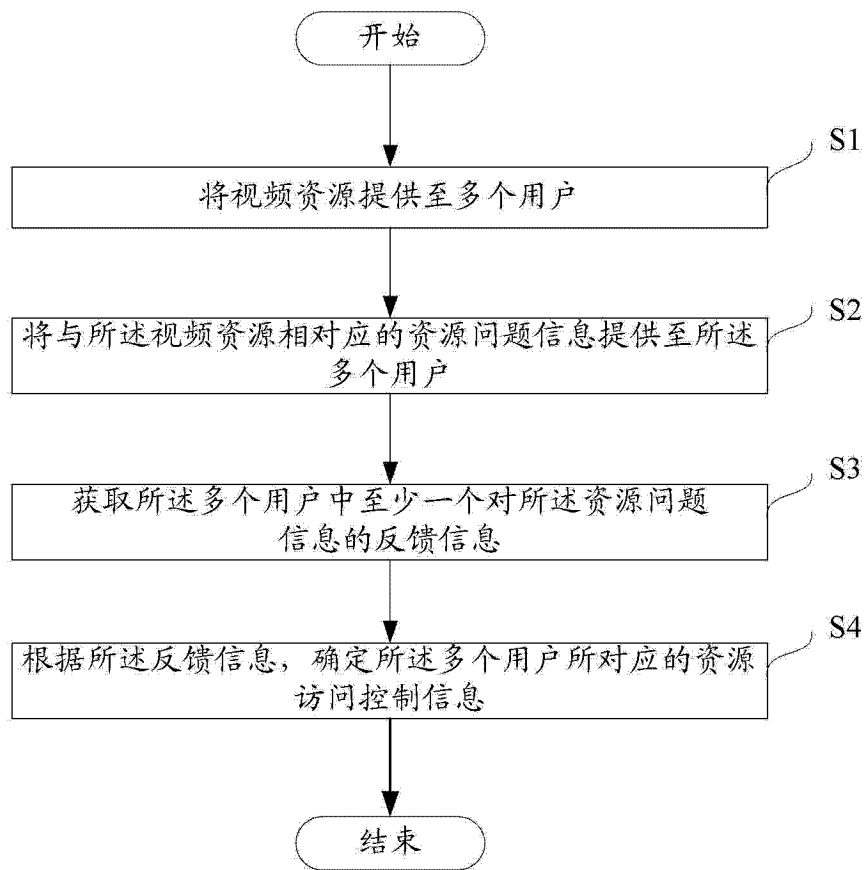 开始
S1
将视频资源提供至多个用户
S2
将与所述视频资源相对应的资源问题信息提供至所述
多个用户
S3
获取所述多个用户中至少一个对所述资源问题
信息的反馈信息
S4
根据所述反馈信息，确定所述多个用户所对应的资源
访问控制信息
结束